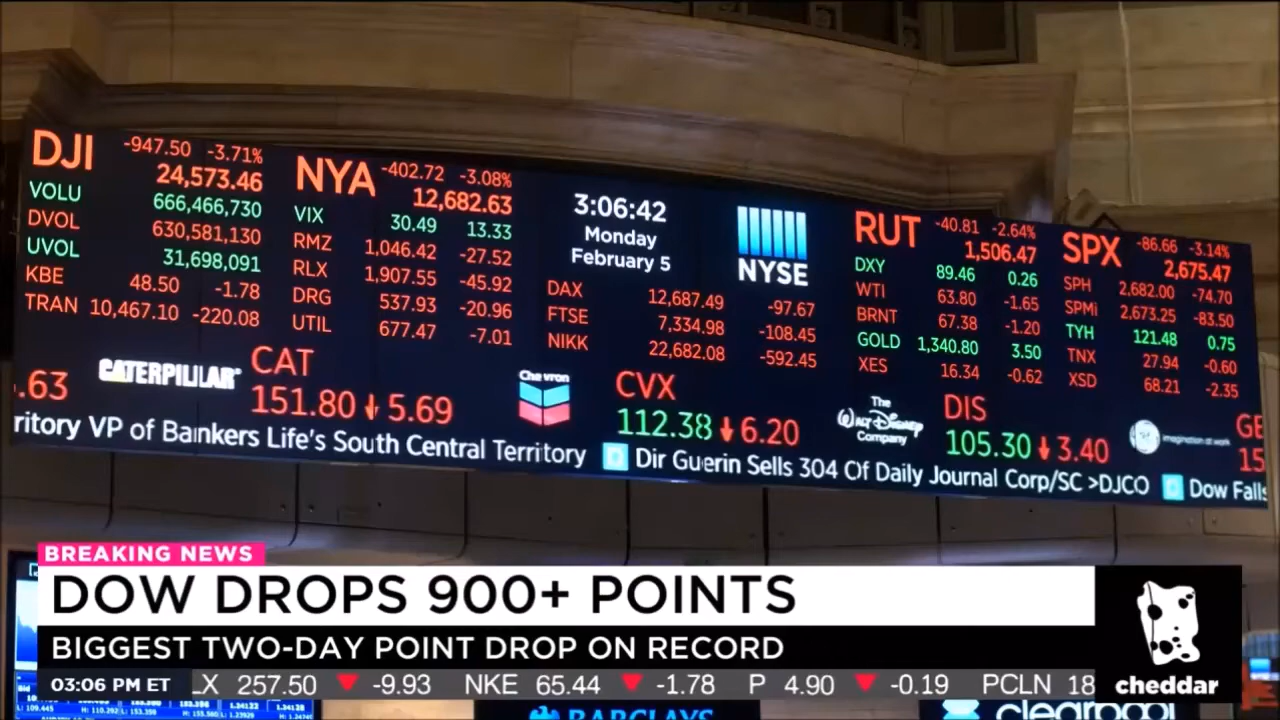 DJI -947.50 -3.71%
24,573.46
VOLU 666,466,730
DVOL 630,581,130
UVOL 31,698,091
KBE 48.50 -1.78
TRAN 10,467.10 -220.08
NYA -402.72 -3.08%
12,682.63
VIX 30.49 13.33
RMZ 1,046.42 -27.52
RLX 1,907.55 -45.92
DRG 537.93 -20.96
UTIL 677.47 -7.01
3:06:42
Monday
February 5
NYSE
DAX 12,687.49 -97.67
FTSE 7,334.98 -108.45
NIKK 22,682.08 -592.45
RUT -40.81 -2.64%
1,506.47
DXY 89.46 0.26
WTI 63.80 -1.65
BRNT 67.38 -1.20
GOLD 1,340.80 3.50
XES 16.34 -0.62
SPX -86.66 -3.14%
2,675.47
SPH 2,682.00 -74.70
SPMi 2,673.25 -83.50
TYH 121.48 0.75
TNX 27.94 -0.60
XSD 68.21 -2.35
.63
CATERPILLAR
CAT
151.80 5.69
Chevron
CVX
112.38 6.20
The
Walt Disney
Company
DIS
105.30 3.40
imagination at work
GE
15
ritory VP of Bankers Life's South Central Territory Dir Guerin Sells 304 Of Daily Journal Corp/SC >DJCO Dow Falls
BREAKING NEWS
DOW DROPS 900+ POINTS
BIGGEST TWO-DAY POINT DROP ON RECORD
03:06 PM ET LX 257.50 -9.93 NKE 65.44 -1.78 P 4.90 -0.19 PCLN 18
cheddar
BARCLAYS
clearpool